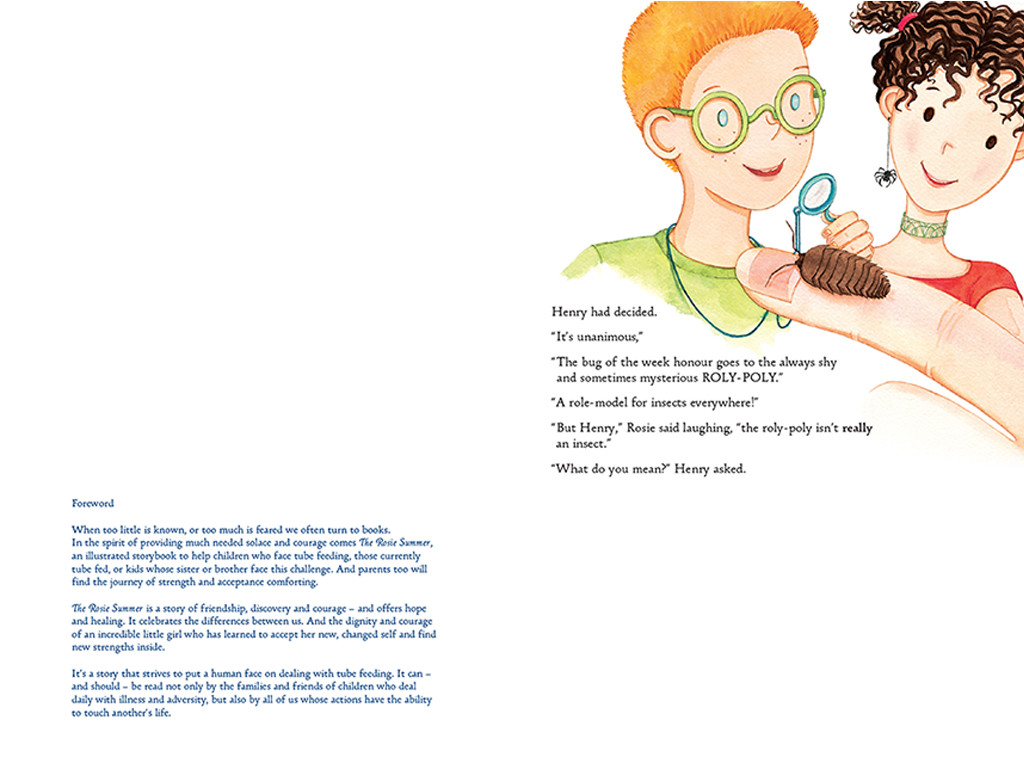 Foreword
When too little is known, or too much is feared we often turn to books.
In the spirit of providing much needed solace and courage comes The Rosie Summer,
an illustrated storybook to help children who face tube feeding, those currently
tube fed, or kids whose sister or brother face this challenge. And parents too will
find the journey of strength and acceptance comforting.
The Rosie Summer is a story of friendship, discovery and courage – and offers hope
and healing. It celebrates the differences between us. And the dignity and courage
of an incredible little girl who has learned to accept her new, changed self and find
new strengths inside.
It's a story that strives to put a human face on dealing with tube feeding. It can –
and should – be read not only by the families and friends of children who deal
daily with illness and adversity, but also by all of us whose actions have the ability
to touch another's life.
Henry had decided.
“It's unanimous,”
“The bug of the week honour goes to the always shy
and sometimes mysterious ROLY-POLY.”
“A role-model for insects everywhere!”
“But Henry,” Rosie said laughing, “the roly-poly isn't really
an insect.”
“What do you mean?” Henry asked.